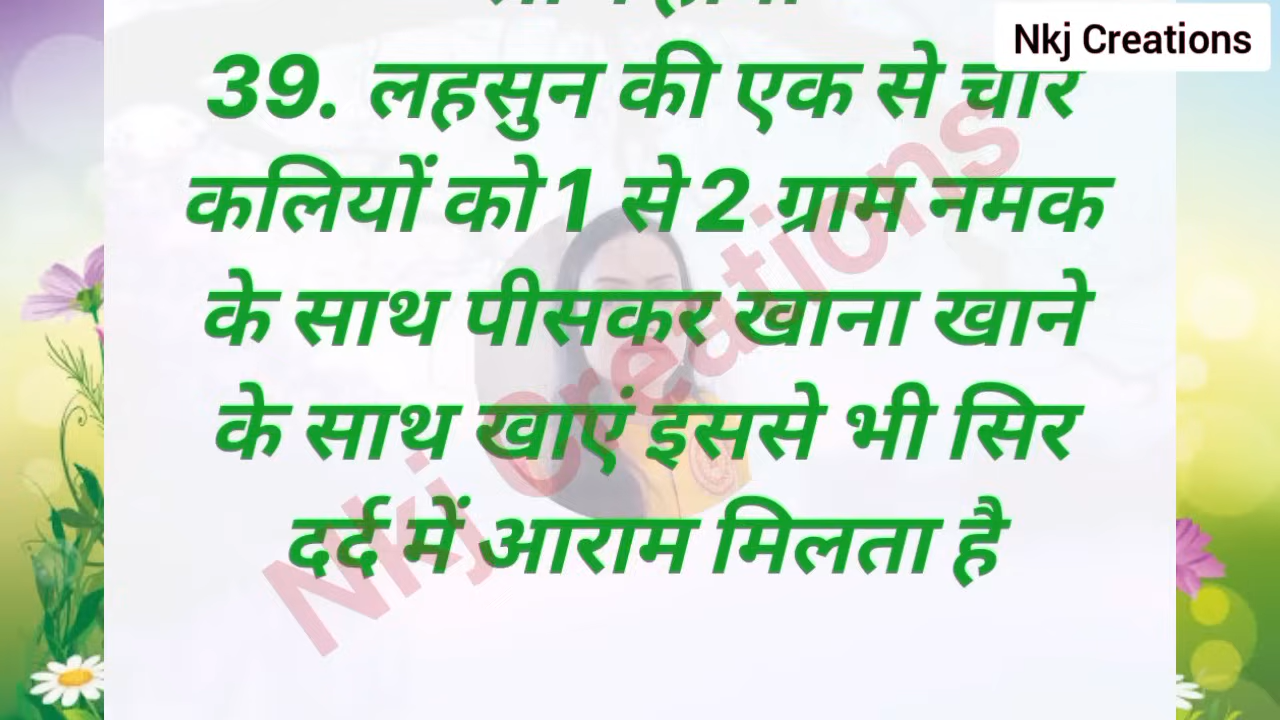 Nkj Creations
39. लहसुन की एक से चार
कलियों को 1 से 2 ग्राम नमक
के साथ पीसकर खाना खाने
के साथ खाएं इससे भी सिर
दर्द में आराम मिलता है
Nkj Creations